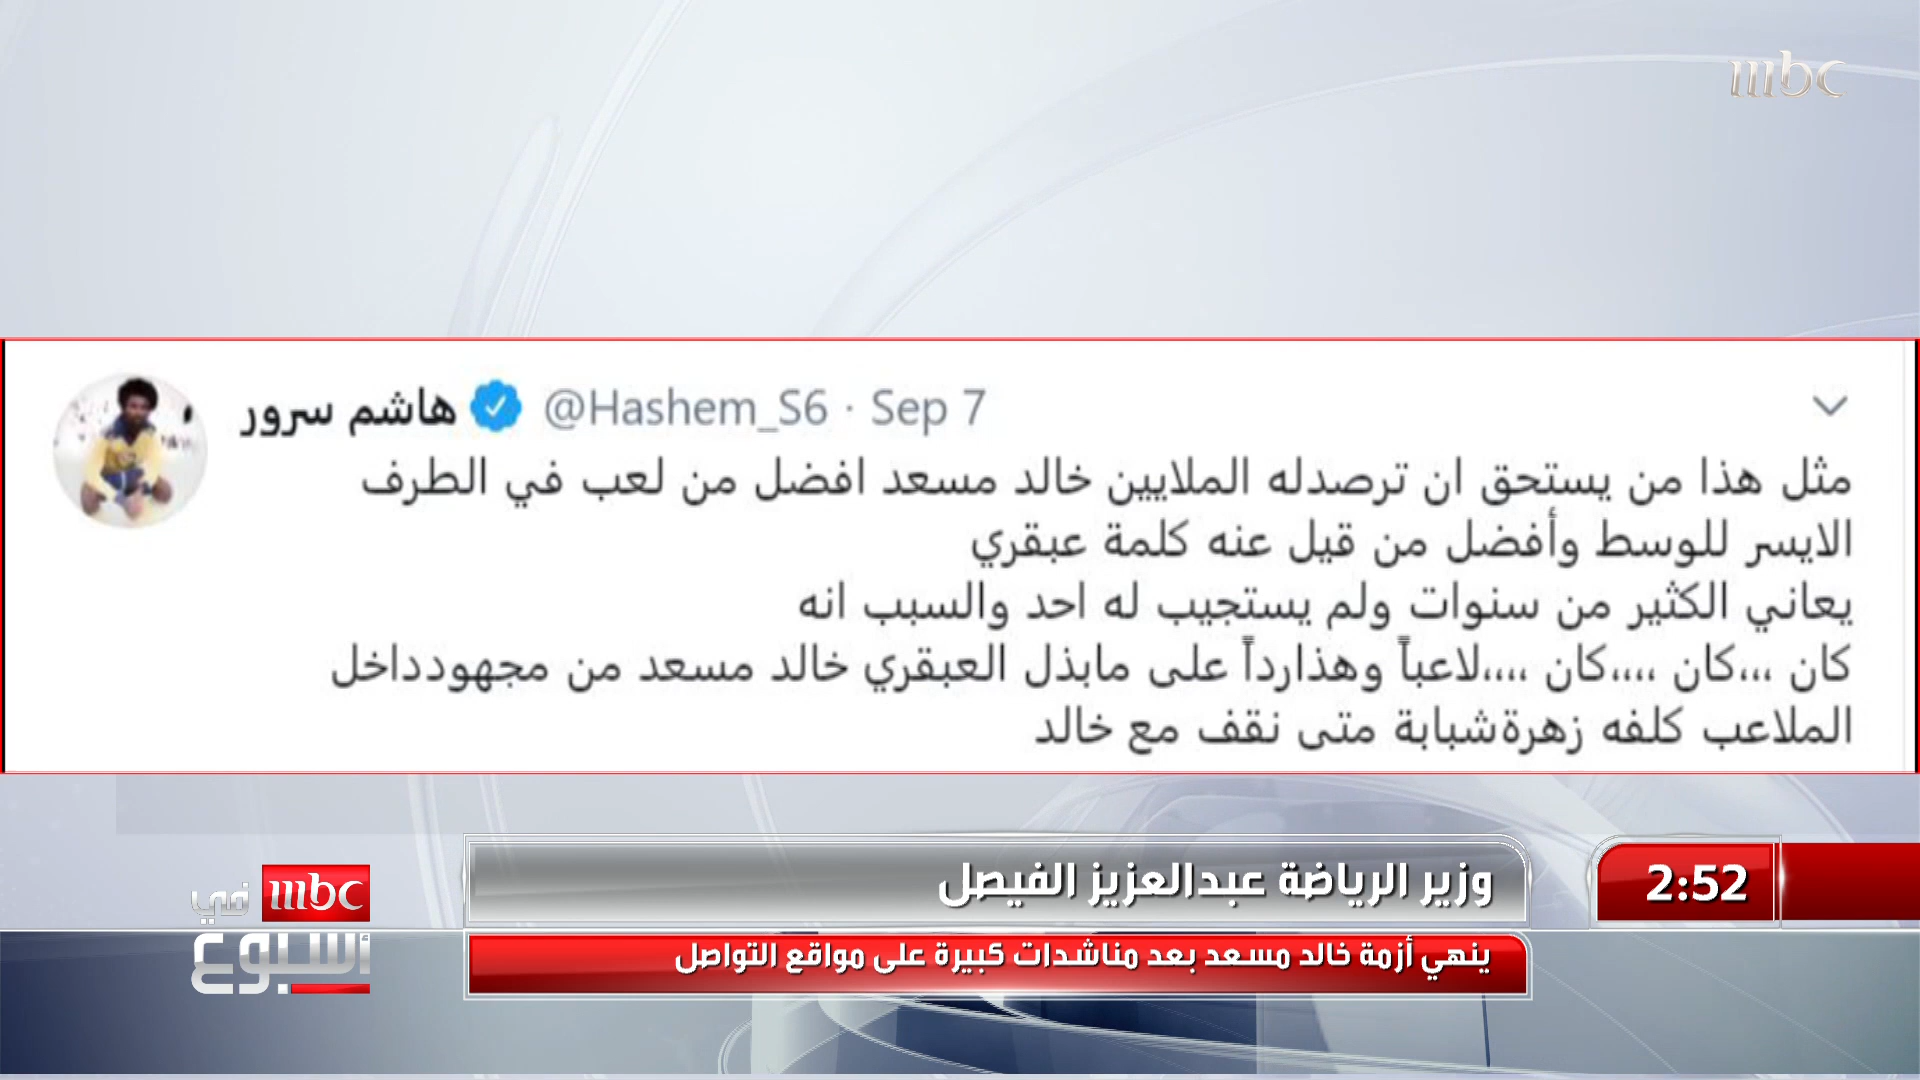 mbc
هاشم سرور @Hashem_S6 · Sep 7
مثل هذا من يستحق ان ترصدله الملايين خالد مسعد افضل من لعب في الطرف
الايسر للوسط وأفضل من قيل عنه كلمة عبقري
يعاني الكثير من سنوات ولم يستجيب له احد والسبب انه
كان ،،،كان ،،،،كان ،،،،لاعباً وهذارداً على مابذل العبقري خالد مسعد من مجهودداخل
الملاعب كلفه زهرةشبابة متى نقف مع خالد
2:52
وزير الرياضة عبدالعزيز الفيصل
ينهي أزمة خالد مسعد بعد مناشدات كبيرة على مواقع التواصل
mbc في
أسبوع